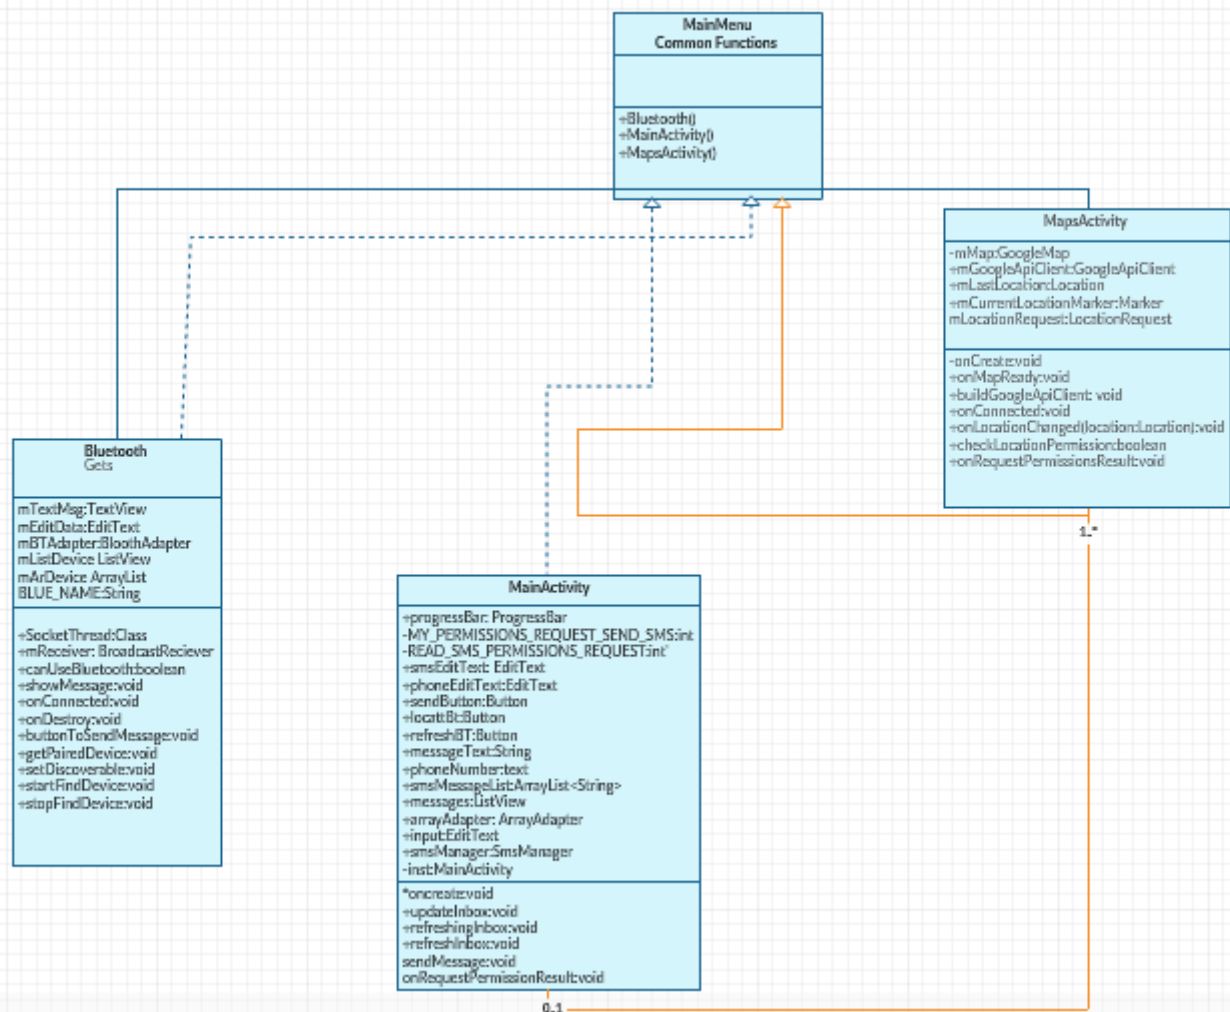 MainMenu
Common Functions
+Bluetooth()
+MainActivity()
+MapsActivity()
MapsActivity
-mMap:GoogleMap
+mGoogleApiClient:GoogleApiClient
+mLastLocation:Location
+mCurrentLocationMarker:Marker
mLocationRequest:LocationRequest
-onCreate:void
+onMapReady:void
+buildGoogleApiClient: void
+onConnected:void
+onLocationChanged(location:Location):void
+checkLocationPermission:boolean
+onRequestPermissionsResult:void
1..*
Bluetooth
Gets
mTextMsg:TextView
mEditData:EditText
mBTAdapter:BloothAdapter
mListDevice ListView
mArDevice ArrayList
BLUE_NAME:String
+SocketThread:Class
+mReceiver: BroadcastReciever
+canUseBluetooth:boolean
+showMessage:void
+onConnected:void
+onDestroy:void
+buttonToSendMessage:void
+getPairedDevice:void
+setDiscoverable:void
+startFindDevice:void
+stopFindDevice:void
MainActivity
+progressBar: ProgressBar
-MY_PERMISSIONS_REQUEST_SEND_SMS:int
-READ_SMS_PERMISSIONS_REQUEST:int'
+smsEditText: EditText
+phoneEditText:EditText
+sendButton:Button
+locattBt:Button
+refreshBT:Button
+messageText:String
+phoneNumber:text
+smsMessageList:ArrayList<String>
+messages:ListView
+arrayAdapter: ArrayAdapter
+input:EditText
+smsManager:SmsManager
-inst:MainActivity
*oncreate:void
+updateInbox:void
+refreshingInbox:void
+refreshInbox:void
sendMessage:void
onRequestPermissionResult:void
0.1